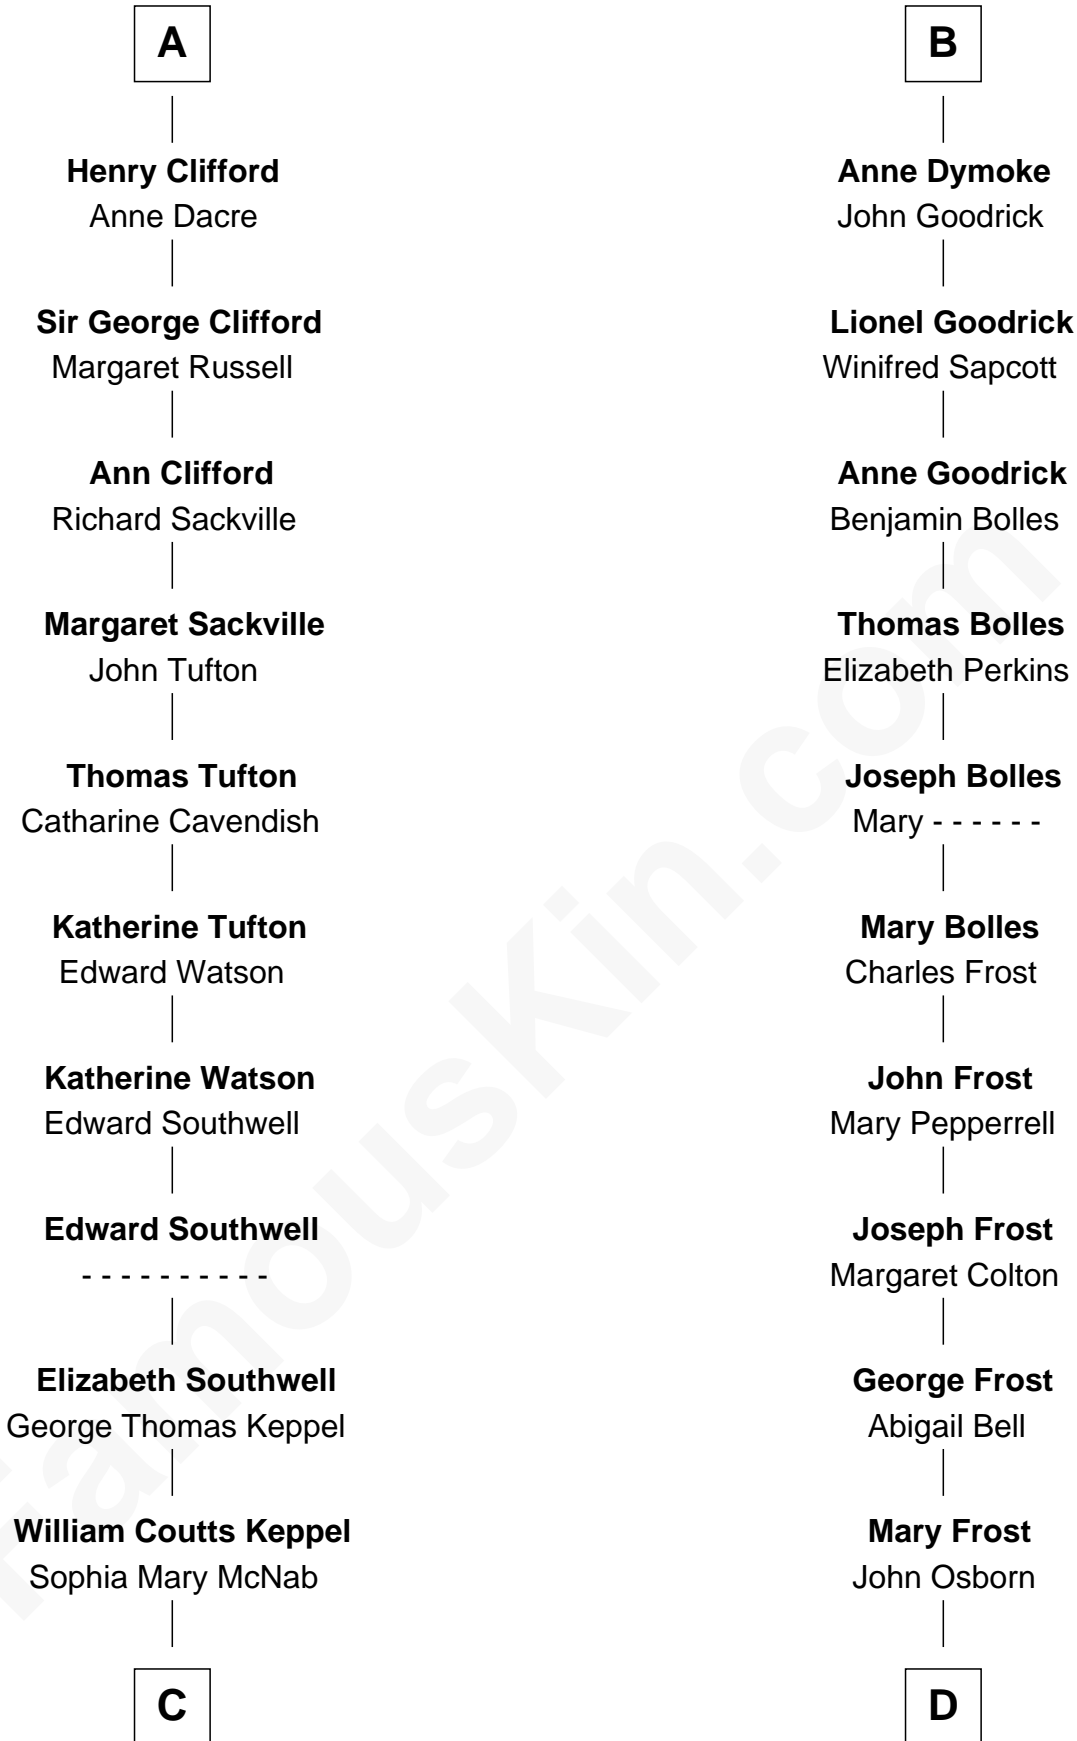 A
Henry Clifford
Anne Dacre
Sir George Clifford
Margaret Russell
Ann Clifford
Richard Sackville
Margaret Sackville
John Tufton
Thomas Tufton
Catharine Cavendish
Katherine Tufton
Edward Watson
Katherine Watson
Edward Southwell
Edward Southwell
- - - - - - - - - -
Elizabeth Southwell
George Thomas Keppel
William Coutts Keppel
Sophia Mary McNab
C
B
Anne Dymoke
John Goodrick
Lionel Goodrick
Winifred Sapcott
Anne Goodrick
Benjamin Bolles
Thomas Bolles
Elizabeth Perkins
Joseph Bolles
Mary - - - - - -
Mary Bolles
Charles Frost
John Frost
Mary Pepperrell
Joseph Frost
Margaret Colton
George Frost
Abigail Bell
Mary Frost
John Osborn
D
FamousKin.com